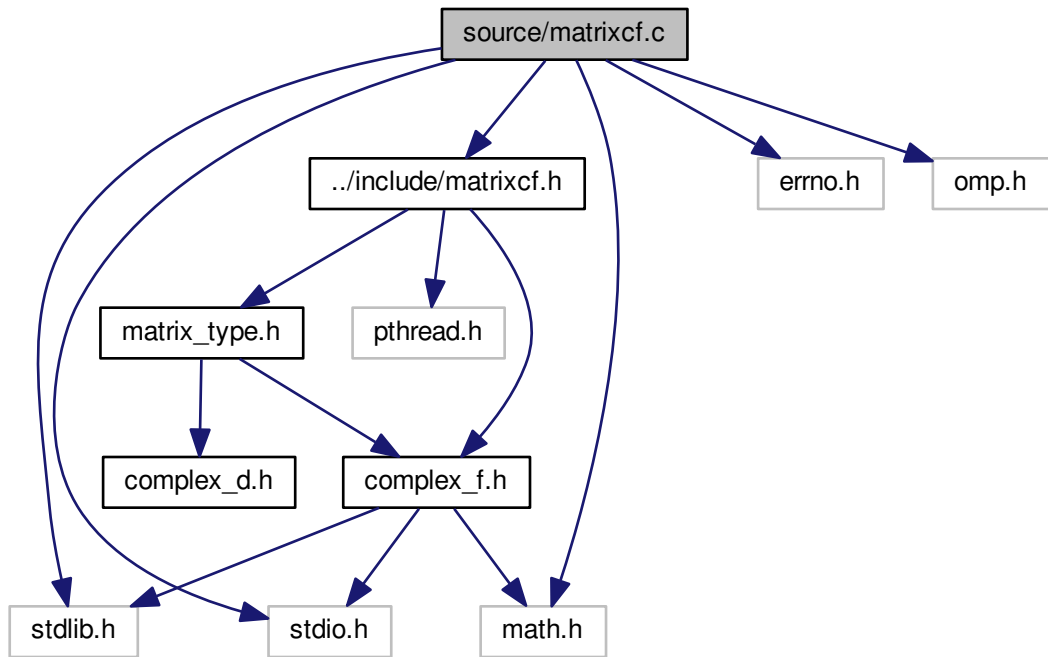 source/matrixcf.c
../include/matrixcf.h
errno.h
omp.h
matrix_type.h
pthread.h
complex_d.h
complex_f.h
stdlib.h
stdio.h
math.h